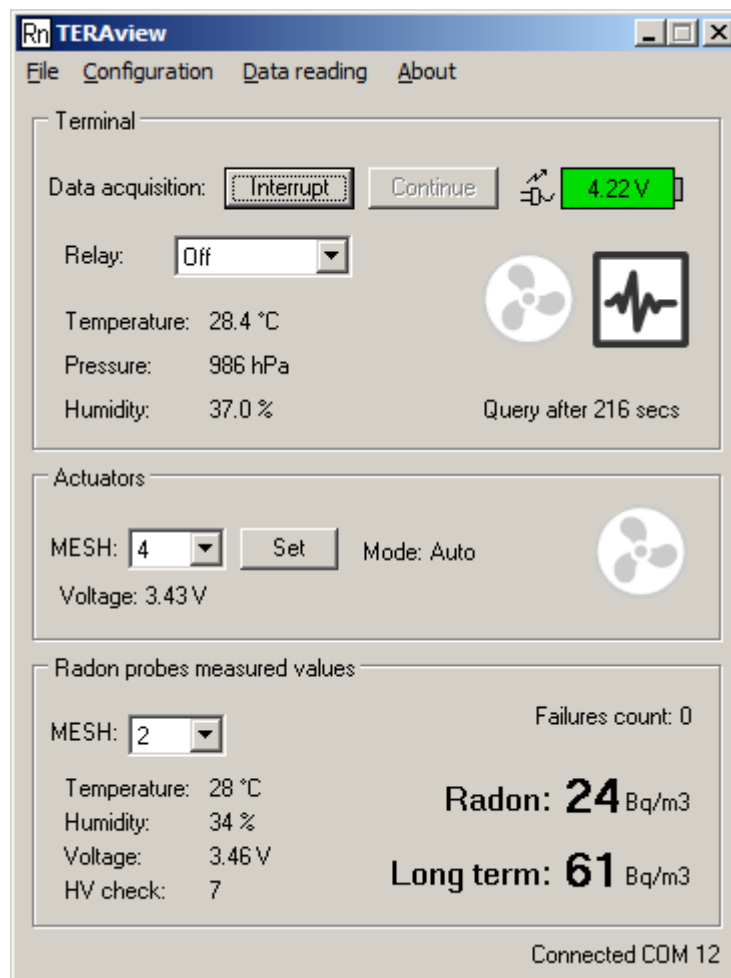 Rn TERAview
File Configuration Data reading About
Terminal
Data acquisition: Interrupt Continue 4.22 V
Relay: Off
Temperature: 28.4 °C
Pressure: 986 hPa
Humidity: 37.0 %
Query after 216 secs
Actuators
MESH: 4 Set Mode: Auto
Voltage: 3.43 V
Radon probes measured values
Failures count: 0
MESH: 2
Temperature: 28 °C
Humidity: 34 %
Voltage: 3.46 V
HV check: 7
Radon: 24 Bq/m3
Long term: 61 Bq/m3
Connected COM 12